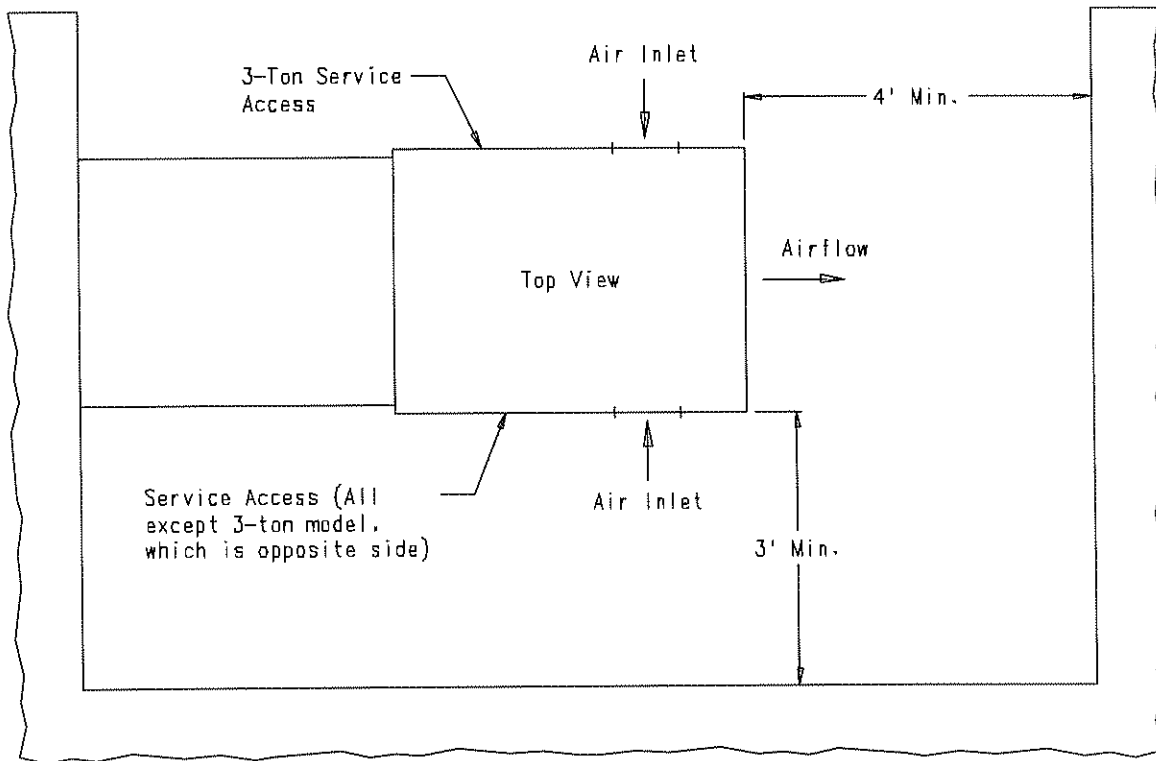 Air Inlet
3-Ton Service
Access
4' Min.
Airflow
Top View
Service Access (All
except 3-ton model,
which is opposite side)
Air Inlet
3' Min.